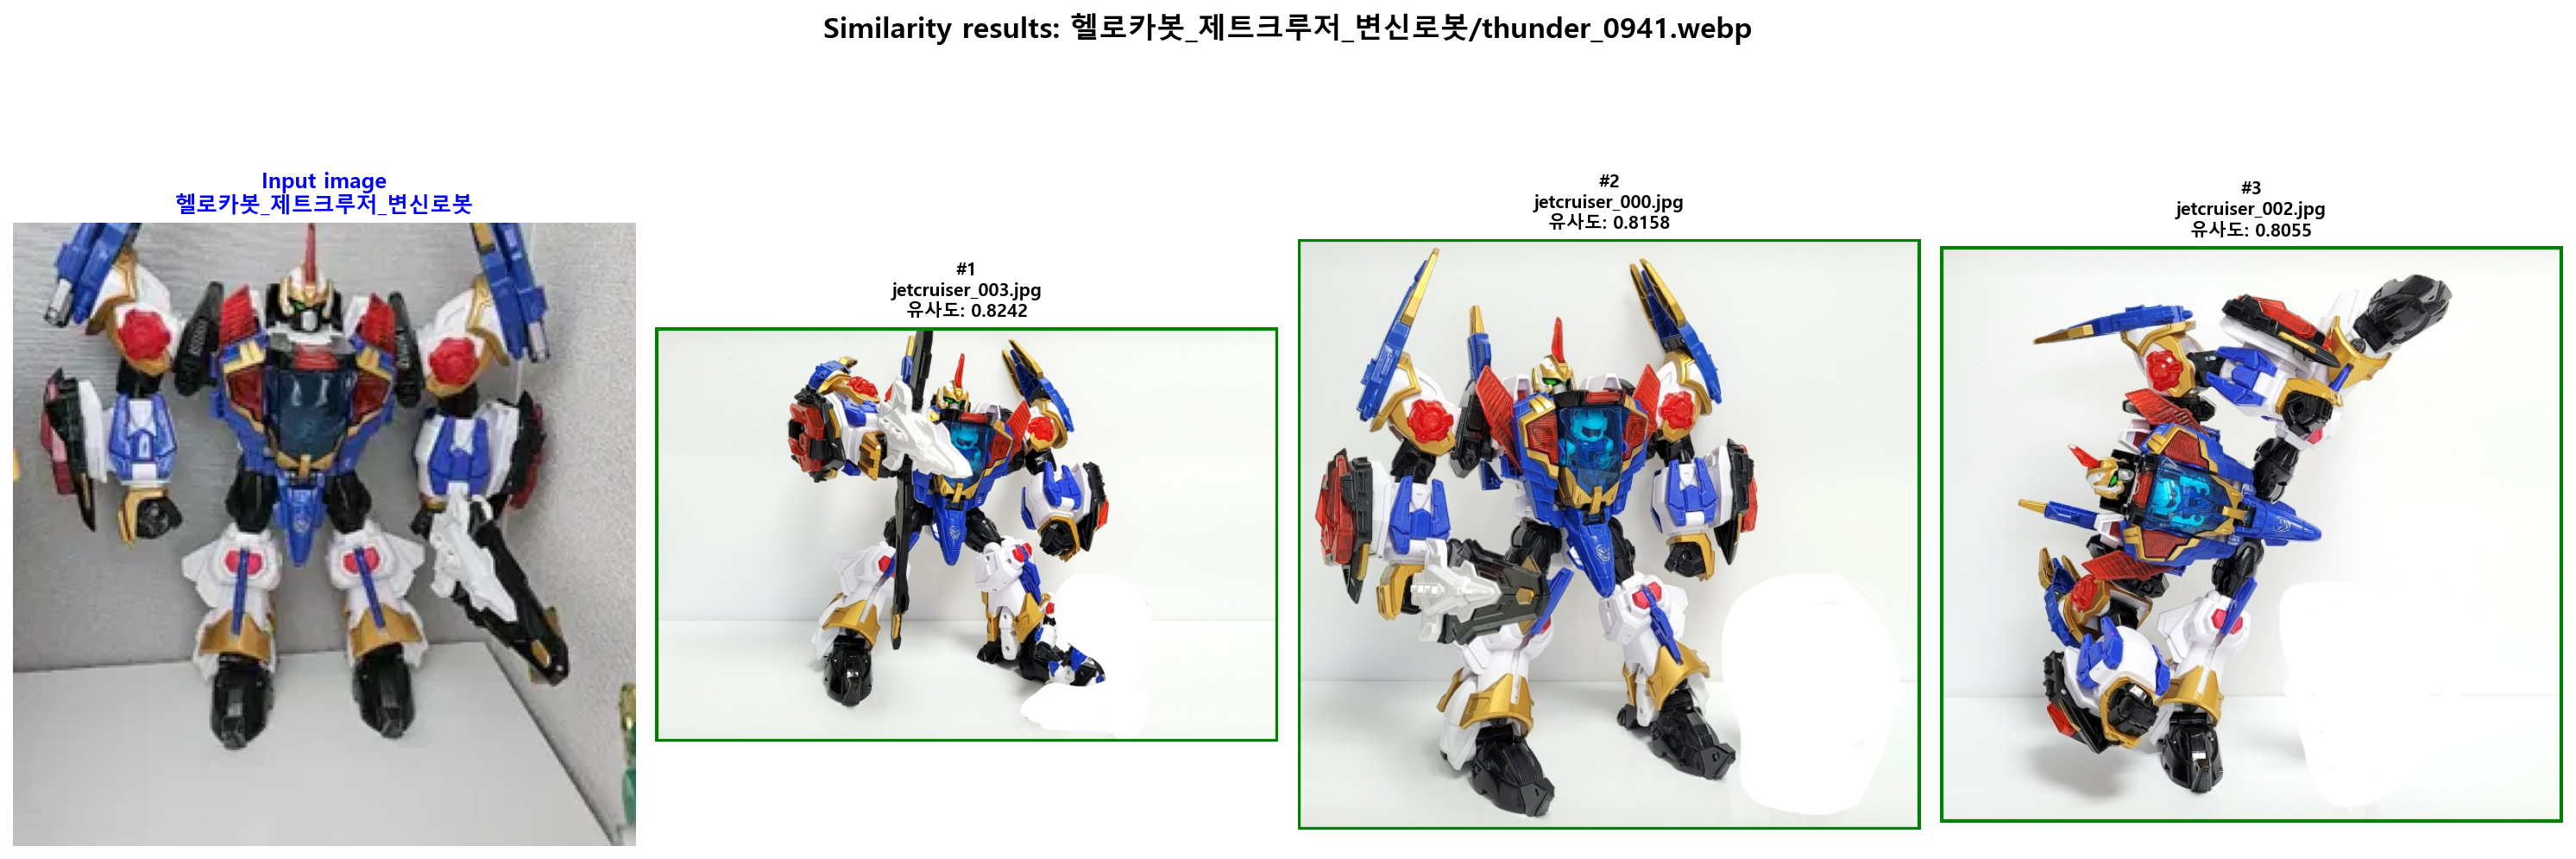 Similarity results: 헬로카봇_제트크루저_변신로봇/thunder_0941.webp
Input image
헬로카봇_제트크루저_변신로봇
#1
jetcruiser_003.jpg
유사도: 0.8242
#2
jetcruiser_000.jpg
유사도: 0.8158
#3
jetcruiser_002.jpg
유사도: 0.8055